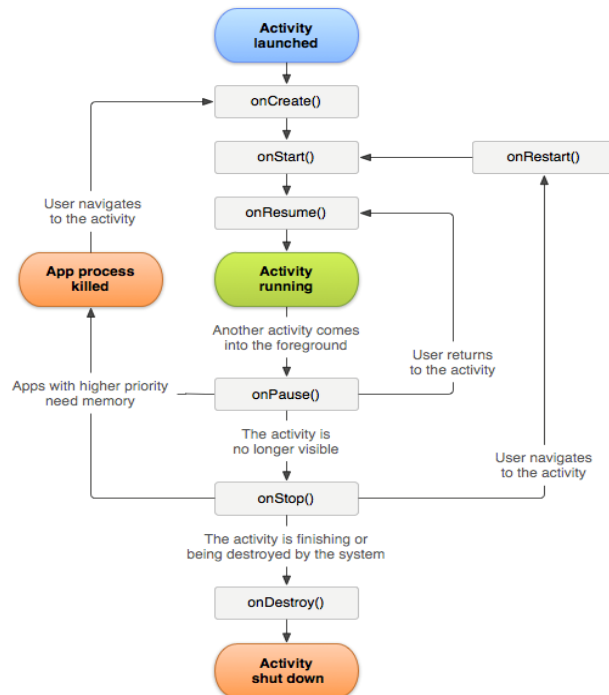 Activity
launched
onCreate()
onStart()
onRestart()
User navigates
to the activity
onResume()
App process
killed
Activity
running
Another activity comes
into the foreground
User returns
to the activity
Apps with higher priority
need memory
onPause()
The activity is
no longer visible
User navigates
to the activity
onStop()
The activity is finishing or
being destroyed by the system
onDestroy()
Activity
shut down